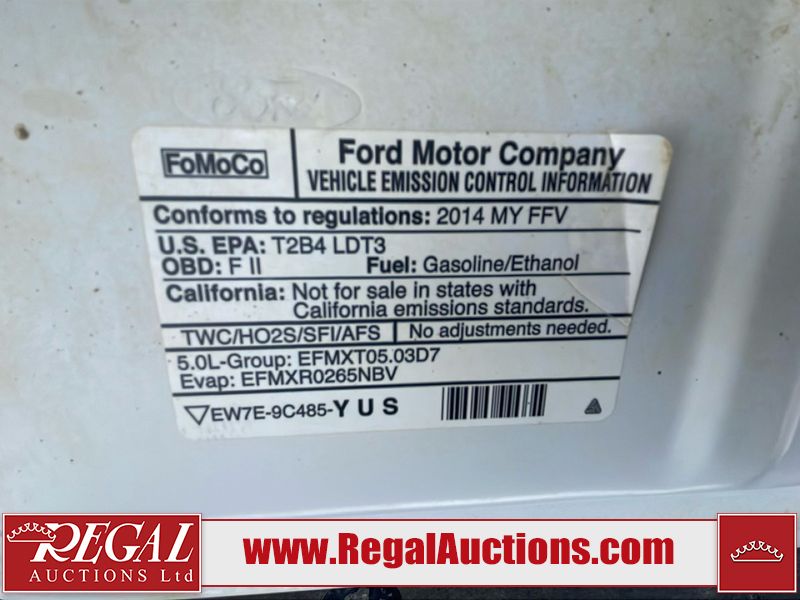 FoMoCo
Ford Motor Company
VEHICLE EMISSION CONTROL INFORMATION
Conforms to regulations: 2014 MY FFV
U.S. EPA: T2B4 LDT3
OBD: F II Fuel: Gasoline/Ethanol
California: Not for sale in states with
California emissions standards.
TWC/HO2S/SFI/AFS No adjustments needed.
5.0L-Group: EFMXT05.03D7
Evap: EFMXR0265NBV
EW7E-9C485-Y U S
REGAL
AUCTIONS Ltd
www.RegalAuctions.com